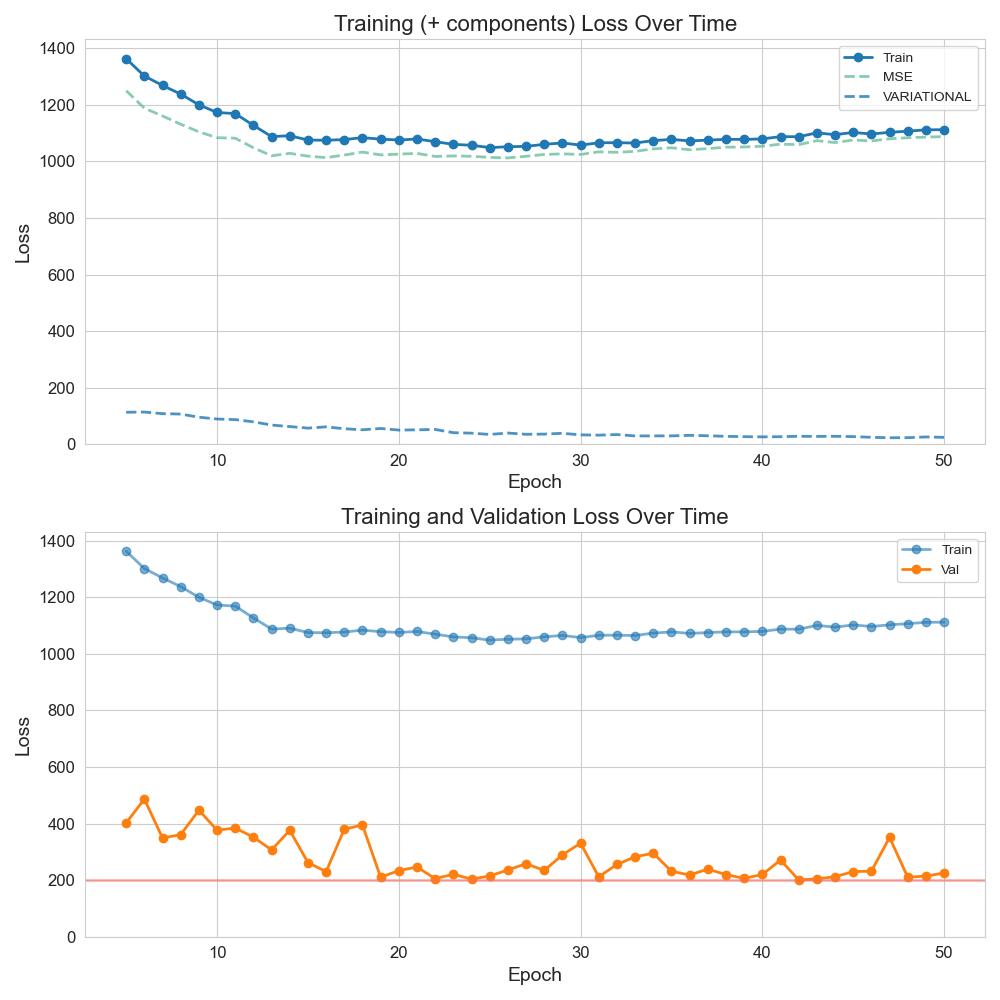 Training (+ components) Loss Over Time
1400
1200
1000
800
600
400
200
0
Loss
10
20
30
40
50
Epoch
Train
MSE
VARIATIONAL
Training and Validation Loss Over Time
1400
1200
1000
800
600
400
200
0
Loss
10
20
30
40
50
Epoch
Train
Val